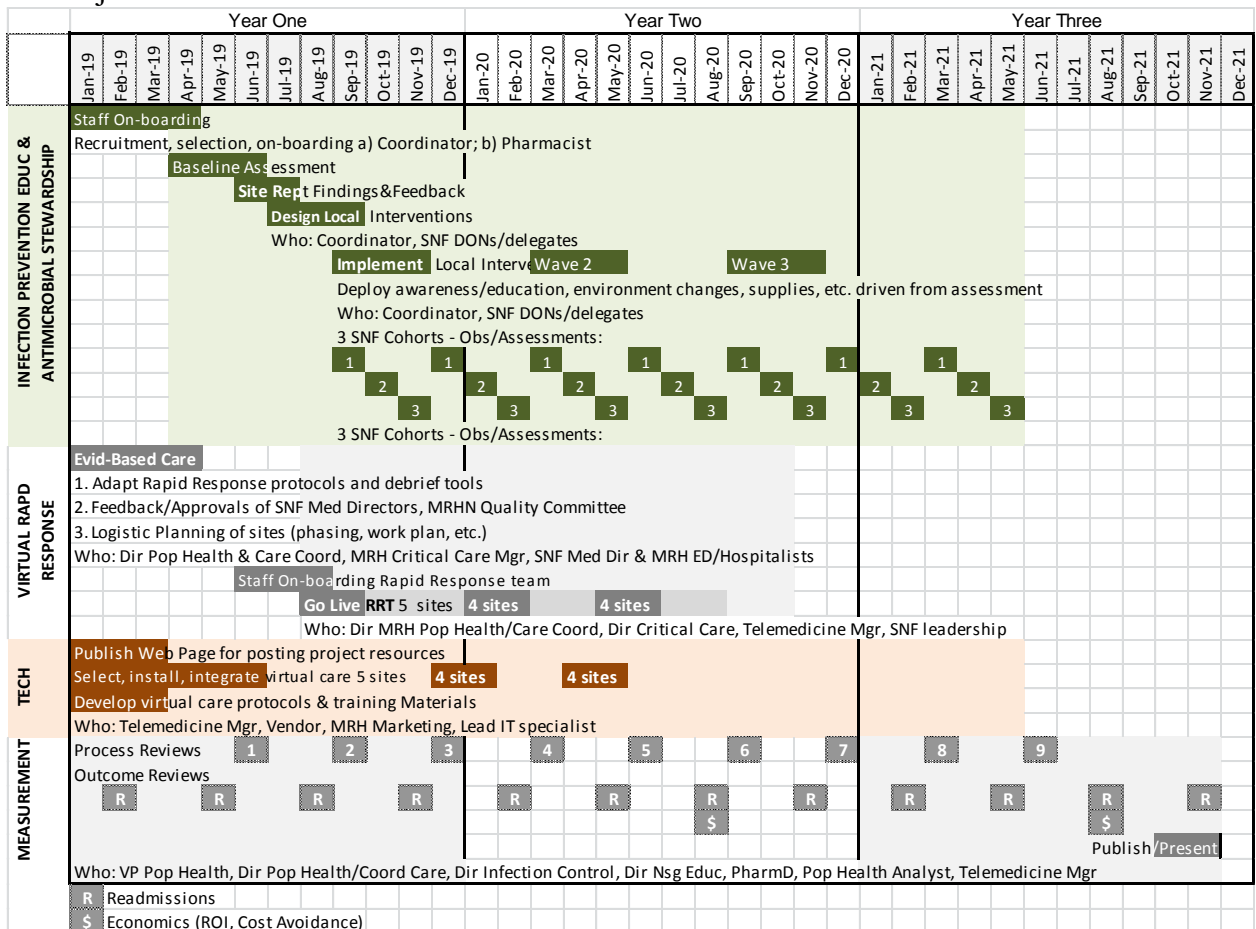 Year One Year Two Year Three
Jan-19 Feb-19 Mar-19 Apr-19 May-19 Jun-19 Jul-19 Aug-19 Sep-19 Oct-19 Nov-19 Dec-19 Jan-20 Feb-20 Mar-20 Apr-20 May-20 Jun-20 Jul-20 Aug-20 Sep-20 Oct-20 Nov-20 Dec-20 Jan-21 Feb-21 Mar-21 Apr-21 May-21 Jun-21 Jul-21 Aug-21 Sep-21 Oct-21 Nov-21 Dec-21
INFECTION PREVENTION EDUC &
ANTIMICROBIAL STEWARDSHIP
Staff On-boarding
Recruitment, selection, on-boarding a) Coordinator; b) Pharmacist
Baseline Assessment
Site Rept Findings&Feedback
Design Local Interventions
Who: Coordinator, SNF DONs/delegates
Implement Local Interve Wave 2 Wave 3
Deploy awareness/education, environment changes, supplies, etc. driven from assessment
Who: Coordinator, SNF DONs/delegates
3 SNF Cohorts - Obs/Assessments:
1 1 1 1 1 1 1
2 2 2 2 2 2 2
3 3 3 3 3 3 3
3 SNF Cohorts - Obs/Assessments:
VIRTUAL RAPD
RESPONSE
Evid-Based Care
1. Adapt Rapid Response protocols and debrief tools
2. Feedback/Approvals of SNF Med Directors, MRHN Quality Committee
3. Logistic Planning of sites (phasing, work plan, etc.)
Who: Dir Pop Health & Care Coord, MRH Critical Care Mgr, SNF Med Dir & MRH ED/Hospitalists
Staff On-boarding Rapid Response team
Go Live RRT 5 sites 4 sites 4 sites
Who: Dir MRH Pop Health/Care Coord, Dir Critical Care, Telemedicine Mgr, SNF leadership
TECH
Publish Web Page for posting project resources
Select, install, integrate virtual care 5 sites 4 sites 4 sites
Develop virtual care protocols & training Materials
Who: Telemedicine Mgr, Vendor, MRH Marketing, Lead IT specialist
MEASUREMENT
Process Reviews 1 2 3 4 5 6 7 8 9
Outcome Reviews
R R R R R R R R R R R R
$ $
Publish/Present
Who: VP Pop Health, Dir Pop Health/Coord Care, Dir Infection Control, Dir Nsg Educ, PharmD, Pop Health Analyst, Telemedicine Mgr
R Readmissions
$ Economics (ROI, Cost Avoidance)